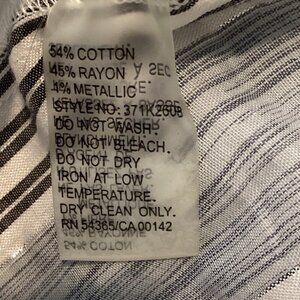 54% COTTON
45% RAYON
1% METALLIC
STYLE NO: 371K2608
DO NOT WASH.
DO NOT BLEACH.
DO NOT DRY
IRON AT LOW
TEMPERATURE.
DRY CLEAN ONLY.
RN 54365/CA 00142